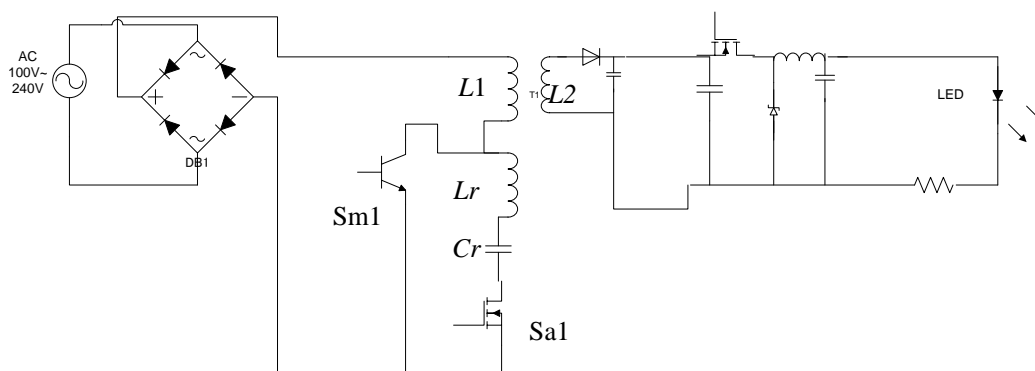 AC
100V~
240V
DB1
L1
T1
L2
Lr
Sm1
Cr
Sa1
LED